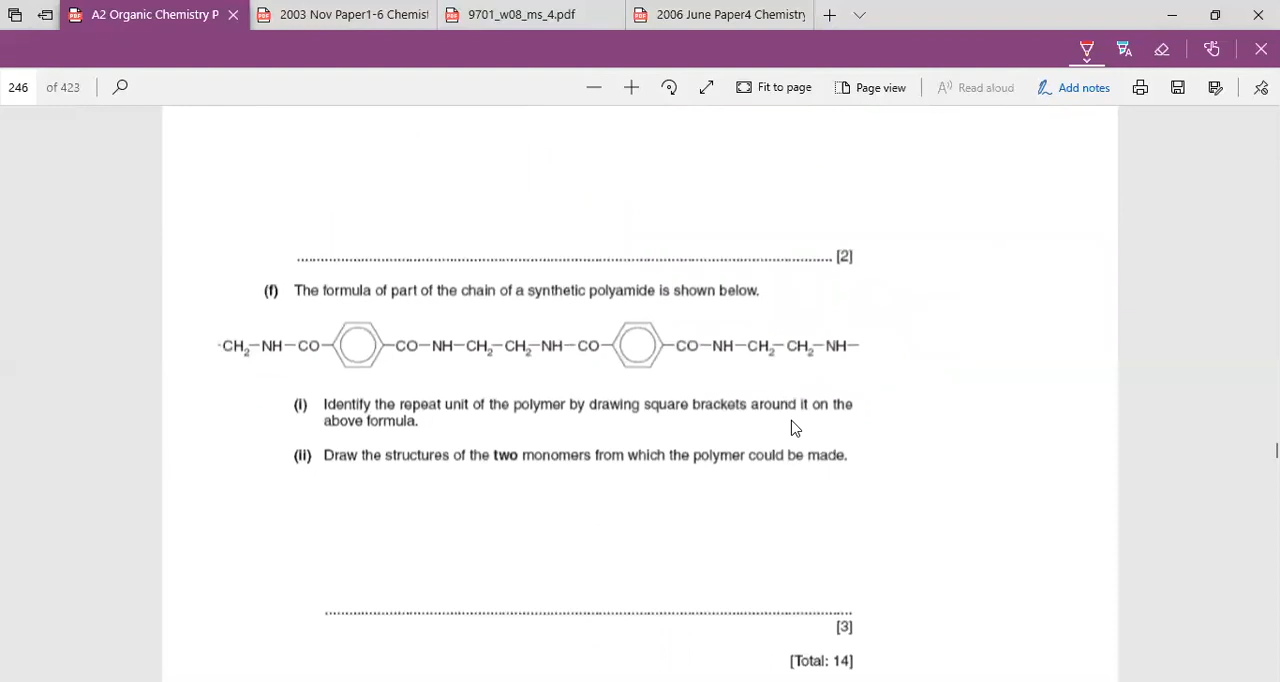 A2 Organic Chemistry P
2003 Nov Paper1-6 Chemist
9701_w08_ms_4.pdf
2006 June Paper4 Chemistry
246 of 423
Fit to page
Page view
Read aloud
Add notes
[2]
(f) The formula of part of the chain of a synthetic polyamide is shown below.
-CH₂–NH–CO– –CO–NH–CH₂–CH₂–NH–CO– –CO–NH–CH₂–CH₂–NH–
(i) Identify the repeat unit of the polymer by drawing square brackets around it on the
above formula.
(ii) Draw the structures of the two monomers from which the polymer could be made.
[3]
[Total: 14]